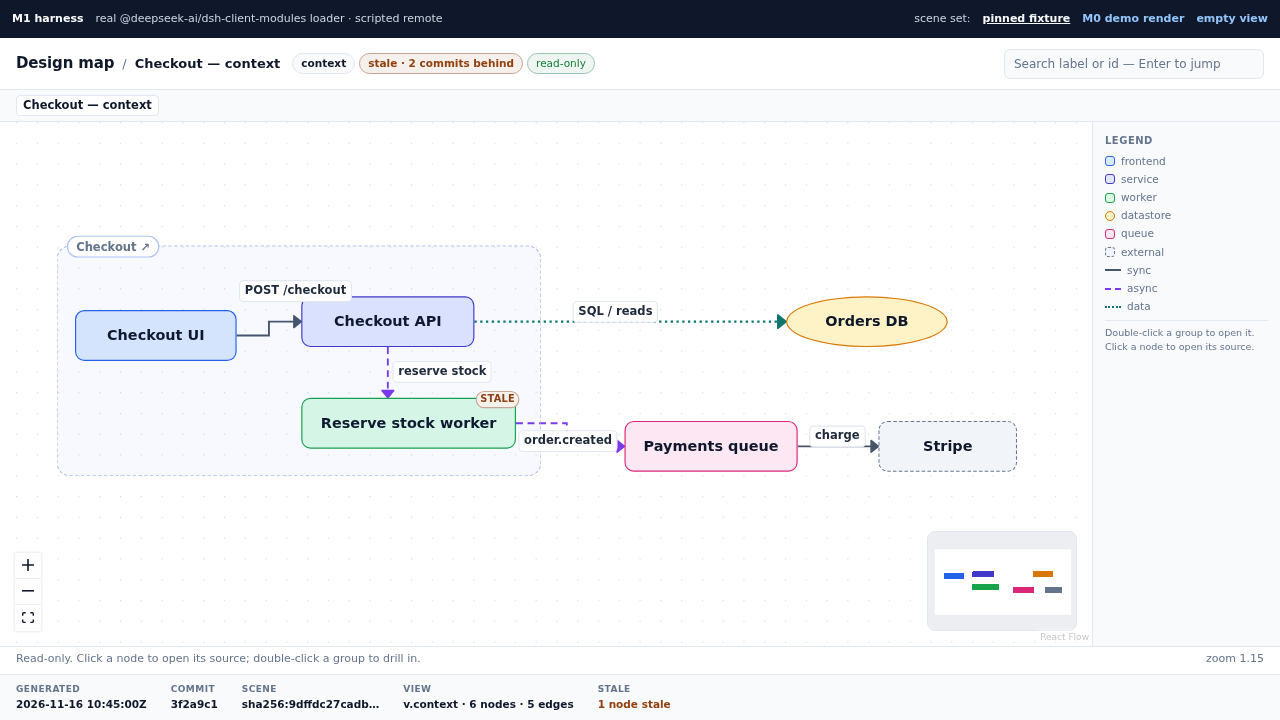 M1 harness real @deepseek-ai/dsh-client-modules loader · scripted remote scene set: pinned fixture M0 demo render empty view
Design map / Checkout — context context stale · 2 commits behind read-only Search label or id — Enter to jump
Checkout — context
LEGEND
frontend
service
worker
datastore
queue
external
sync
async
data
Double-click a group to open it.
Click a node to open its source.
Checkout ↗
POST /checkout
Checkout UI
Checkout API
SQL / reads
Orders DB
reserve stock
STALE
Reserve stock worker
order.created
Payments queue
charge
Stripe
React Flow
Read-only. Click a node to open its source; double-click a group to drill in. zoom 1.15
GENERATED COMMIT SCENE VIEW STALE
2026-11-16 10:45:00Z 3f2a9c1 sha256:9dffdc27cadb… v.context · 6 nodes · 5 edges 1 node stale